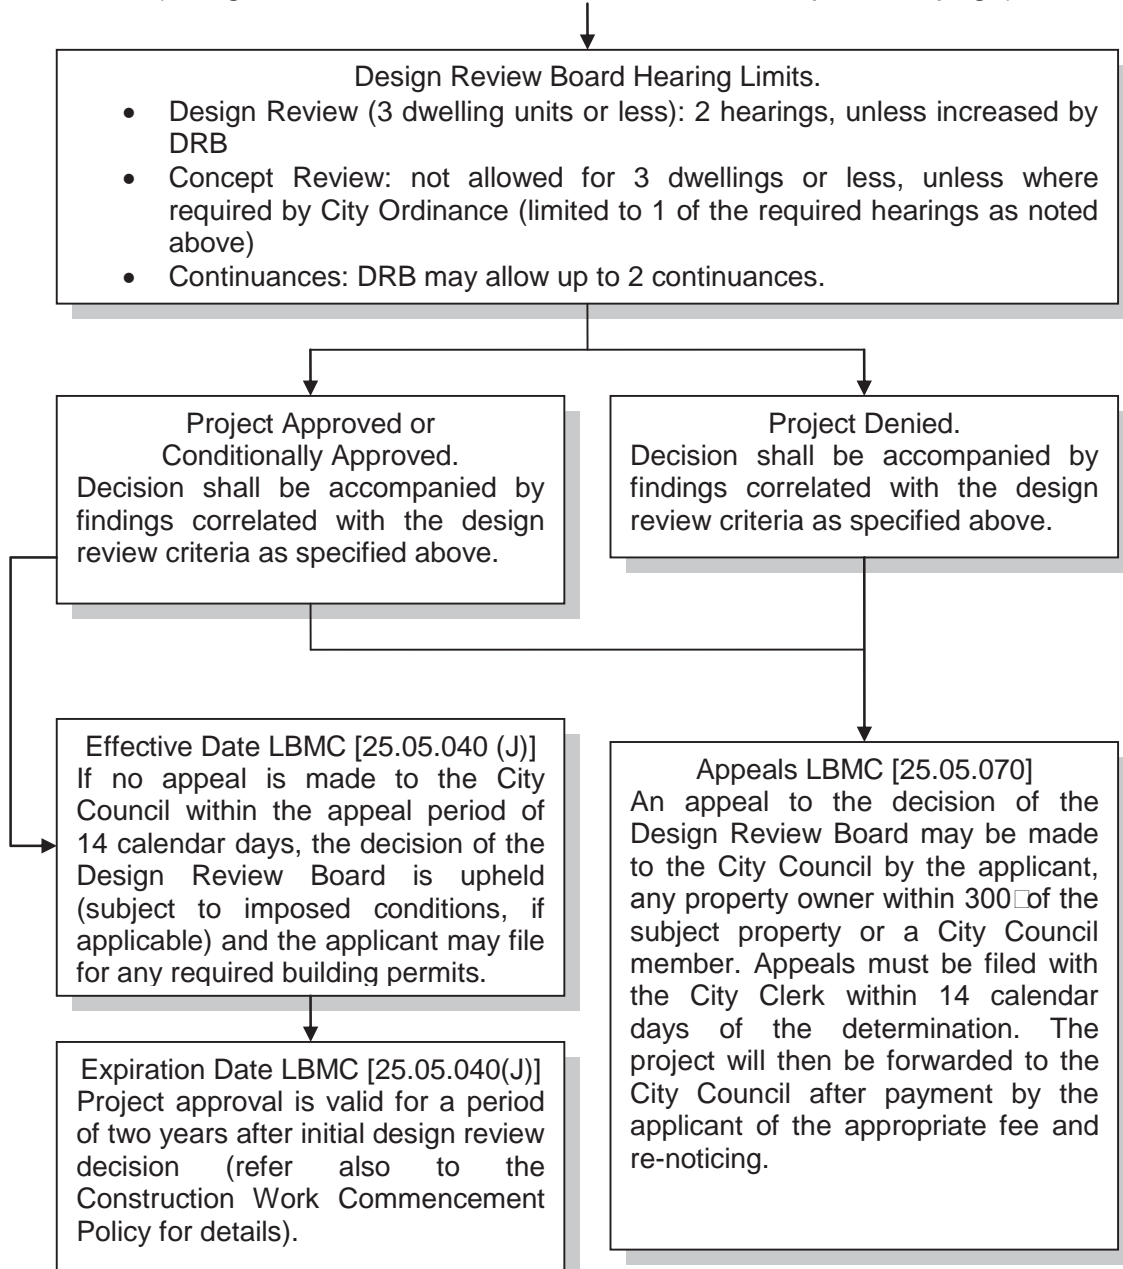 Design Review Board Hearing Limits.
• Design Review (3 dwelling units or less): 2 hearings, unless increased by
DRB
• Concept Review: not allowed for 3 dwellings or less, unless where
required by City Ordinance (limited to 1 of the required hearings as noted
above)
• Continuances: DRB may allow up to 2 continuances.
Project Approved or
Conditionally Approved.
Decision shall be accompanied by
findings correlated with the design
review criteria as specified above.
Project Denied.
Decision shall be accompanied by
findings correlated with the design
review criteria as specified above.
Effective Date LBMC [25.05.040 (J)]
If no appeal is made to the City
Council within the appeal period of
14 calendar days, the decision of the
Design Review Board is upheld
(subject to imposed conditions, if
applicable) and the applicant may file
for any required building permits.
Expiration Date LBMC [25.05.040(J)]
Project approval is valid for a period
of two years after initial design review
decision (refer also to the
Construction Work Commencement
Policy for details).
Appeals LBMC [25.05.070]
An appeal to the decision of the
Design Review Board may be made
to the City Council by the applicant,
any property owner within 300□of the
subject property or a City Council
member. Appeals must be filed with
the City Clerk within 14 calendar
days of the determination. The
project will then be forwarded to the
City Council after payment by the
applicant of the appropriate fee and
re-noticing.